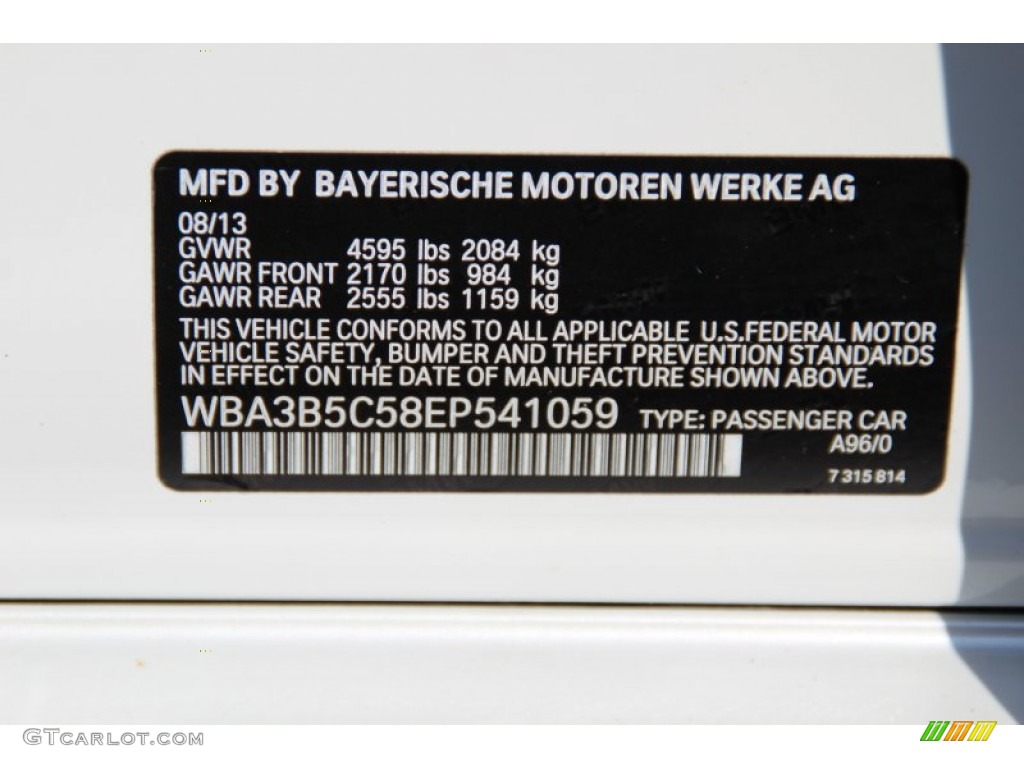 MFD BY BAYERISCHE MOTOREN WERKE AG
08/13
GVWR 4595 lbs 2084 kg
GAWR FRONT 2170 lbs 984 kg
GAWR REAR 2555 lbs 1159 kg
THIS VEHICLE CONFORMS TO ALL APPLICABLE U.S.FEDERAL MOTOR
VEHICLE SAFETY, BUMPER AND THEFT PREVENTION STANDARDS
IN EFFECT ON THE DATE OF MANUFACTURE SHOWN ABOVE.
WBA3B5C58EP541059 TYPE: PASSENGER CAR
A96/0
7 315 814
GTCARLOT.COM